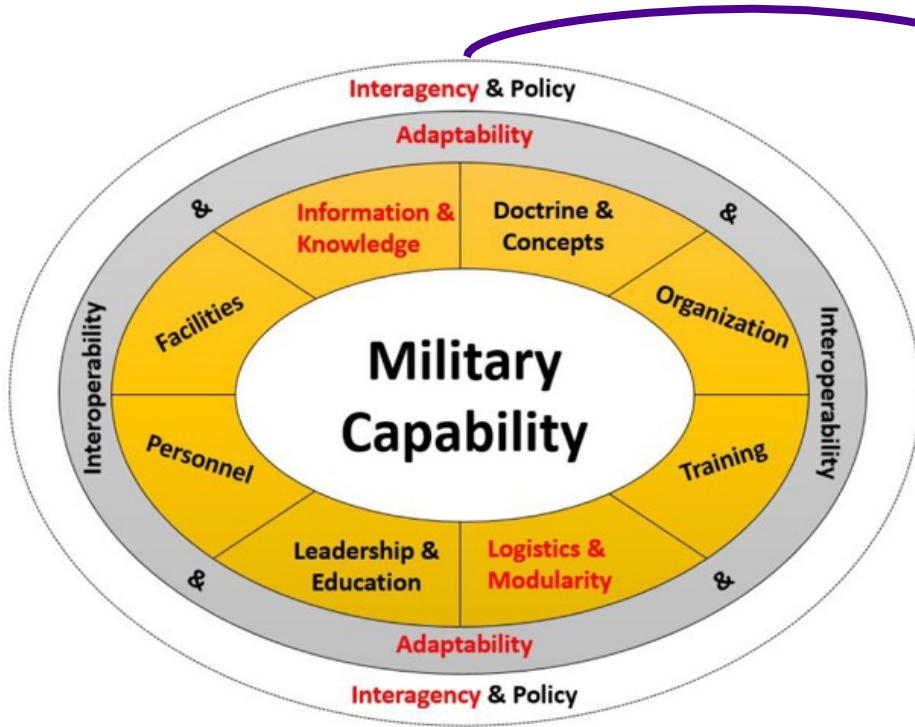 Interagency & Policy
Adaptability
&
&
Information &
Knowledge
Doctrine &
Concepts
Facilities
Organization
Interoperability
Military
Capability
Interoperability
Personnel
Training
Leadership &
Education
Logistics &
Modularity
&
&
Adaptability
Interagency & Policy